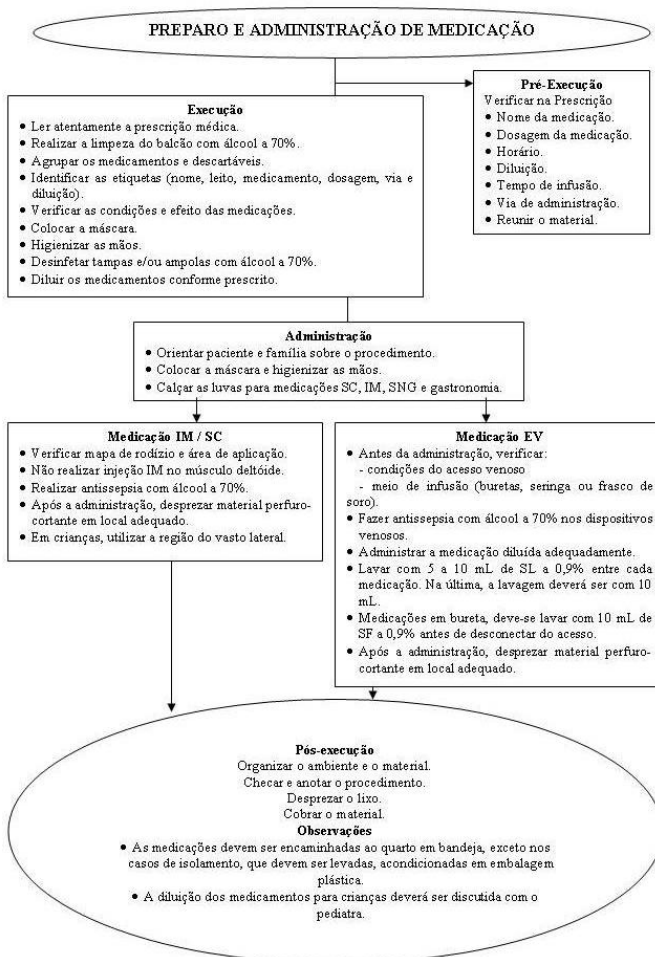 PREPARO E ADMINISTRAÇÃO DE MEDICAÇÃO
Pré-Execução
Verificar na Prescrição
• Nome da medicação.
• Dosagem da medicação.
• Horário.
• Diluição.
• Tempo de infusão.
• Via de administração.
• Reunir o material.
Execução
• Ler atentamente a prescrição médica.
• Realizar a limpeza do balcão com álcool a 70%.
• Agrupar os medicamentos e descartáveis.
• Identificar as etiquetas (nome, leito, medicamento, dosagem, via e
diluição).
• Verificar as condições e efeito das medicações.
• Colocar a máscara.
• Higienizar as mãos.
• Desinfetar tampas e/ou ampolas com álcool a 70%.
• Diluir os medicamentos conforme prescrito.
Administração
• Orientar paciente e família sobre o procedimento.
• Colocar a máscara e higienizar as mãos.
• Calçar as luvas para medicações SC, IM, SNG e gastronomia.
Medicação IM / SC
• Verificar mapa de rodízio e área de aplicação.
• Não realizar injeção IM no músculo deltóide.
• Realizar antissepsia com álcool a 70%.
• Após a administração, desprezar material perfuro-
cortante em local adequado.
• Em crianças, utilizar a região do vasto lateral.
Medicação EV
• Antes da administração, verificar:
- condições do acesso venoso
- meio de infusão (buretas, seringa ou frasco de
soro).
• Fazer antissepsia com álcool a 70% nos dispositivos
venosos.
• Administrar a medicação diluída adequadamente.
• Lavar com 5 a 10 mL de SL a 0,9% entre cada
medicação. Na última, a lavagem deverá ser com 10
mL.
• Medicações em bureta, deve-se lavar com 10 mL de
SF a 0,9% antes de desconectar do acesso.
• Após a administração, desprezar material perfuro-
cortante em local adequado.
Pós-execução
Organizar o ambiente e o material.
Checar e anotar o procedimento.
Desprezar o lixo.
Cobrar o material.
Observações
• As medicações devem ser encaminhadas ao quarto em bandeja, exceto nos
casos de isolamento, que devem ser levadas, acondicionadas em embalagem
plástica.
• A diluição dos medicamentos para crianças deverá ser discutida com o
pediatra.